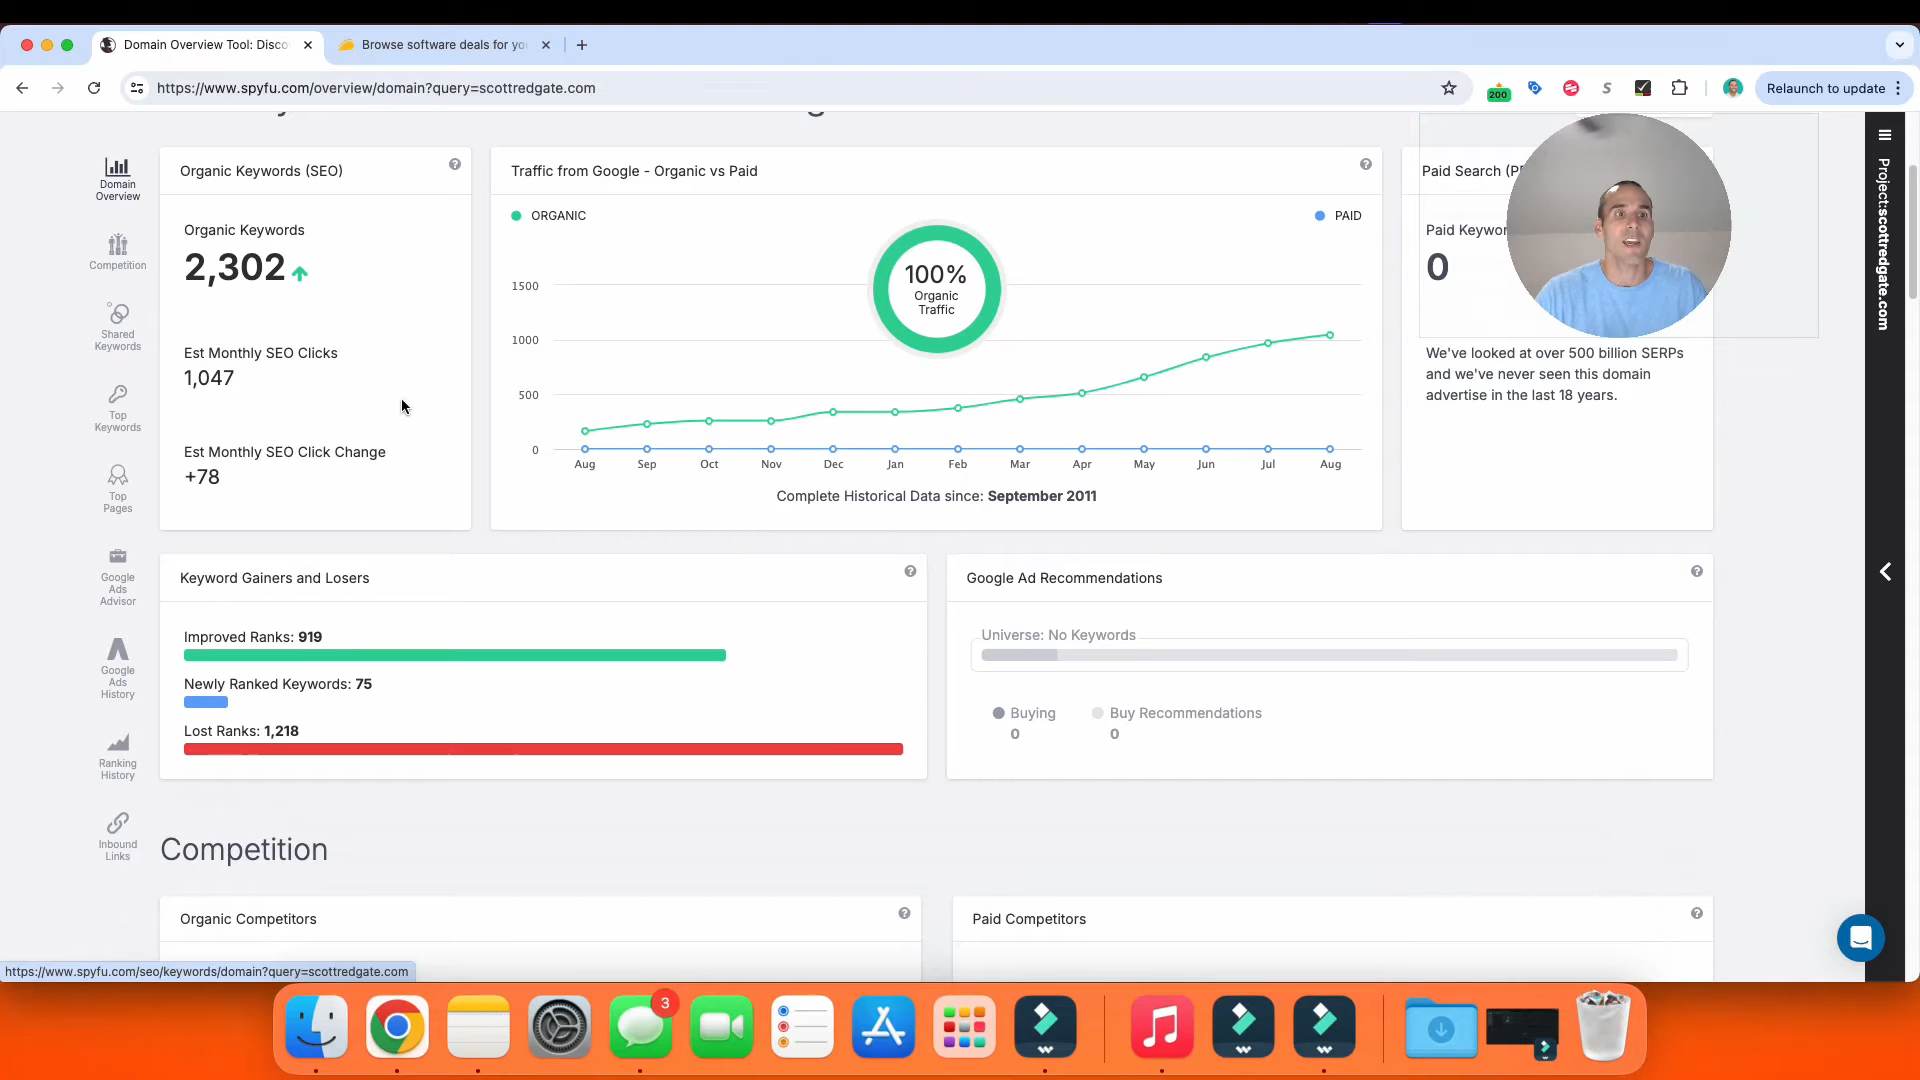 Domain Overview Tool: Disco
Browse software deals for yo
https://www.spyfu.com/overview/domain?query=scottredgate.com
200
S
Relaunch to update
Domain
Overview
Competition
Shared
Keywords
Top
Keywords
Top
Pages
Google
Ads
Advisor
Google
Ads
History
Ranking
History
Inbound
Links
Organic Keywords (SEO)
Organic Keywords
2,302
Est Monthly SEO Clicks
1,047
Est Monthly SEO Click Change
+78
Traffic from Google - Organic vs Paid
ORGANIC
PAID
100%
Organic
Traffic
1500
1000
500
0
Aug Sep Oct Nov Dec Jan Feb Mar Apr May Jun Jul Aug
Complete Historical Data since: September 2011
Paid Search (P
Paid Keywor
0
We've looked at over 500 billion SERPs
and we've never seen this domain
advertise in the last 18 years.
Project:scottredgate.com
Keyword Gainers and Losers
Improved Ranks: 919
Newly Ranked Keywords: 75
Lost Ranks: 1,218
Google Ad Recommendations
Universe: No Keywords
Buying
0
Buy Recommendations
0
Competition
Organic Competitors
Paid Competitors
https://www.spyfu.com/seo/keywords/domain?query=scottredgate.com
3